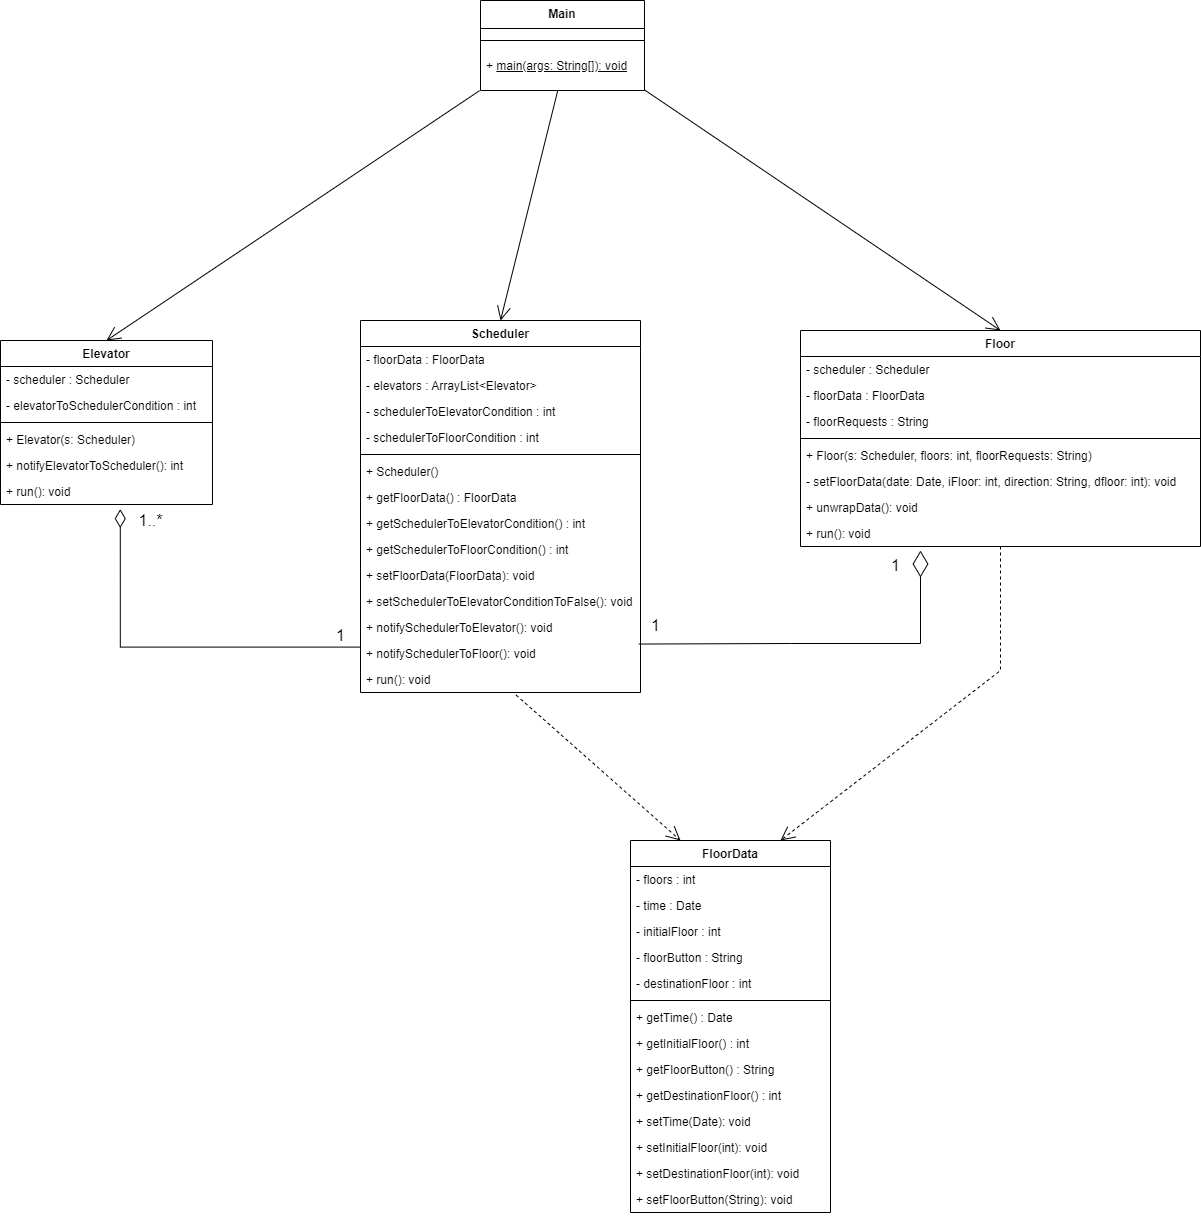 Main
+ main(args: String[]): void
Elevator
- scheduler : Scheduler
- elevatorToSchedulerCondition : int
+ Elevator(s: Scheduler)
+ notifyElevatorToScheduler(): int
+ run(): void
1..*
1
Scheduler
- floorData : FloorData
- elevators : ArrayList<Elevator>
- schedulerToElevatorCondition : int
- schedulerToFloorCondition : int
+ Scheduler()
+ getFloorData() : FloorData
+ getSchedulerToElevatorCondition() : int
+ getSchedulerToFloorCondition() : int
+ setFloorData(FloorData): void
+ setSchedulerToElevatorConditionToFalse(): void
+ notifySchedulerToElevator(): void
+ notifySchedulerToFloor(): void
+ run(): void
1
Floor
- scheduler : Scheduler
- floorData : FloorData
- floorRequests : String
+ Floor(s: Scheduler, floors: int, floorRequests: String)
- setFloorData(date: Date, iFloor: int, direction: String, dfloor: int): void
+ unwrapData(): void
+ run(): void
1
FloorData
- floors : int
- time : Date
- initialFloor : int
- floorButton : String
- destinationFloor : int
+ getTime() : Date
+ getInitialFloor() : int
+ getFloorButton() : String
+ getDestinationFloor() : int
+ setTime(Date): void
+ setInitialFloor(int): void
+ setDestinationFloor(int): void
+ setFloorButton(String): void